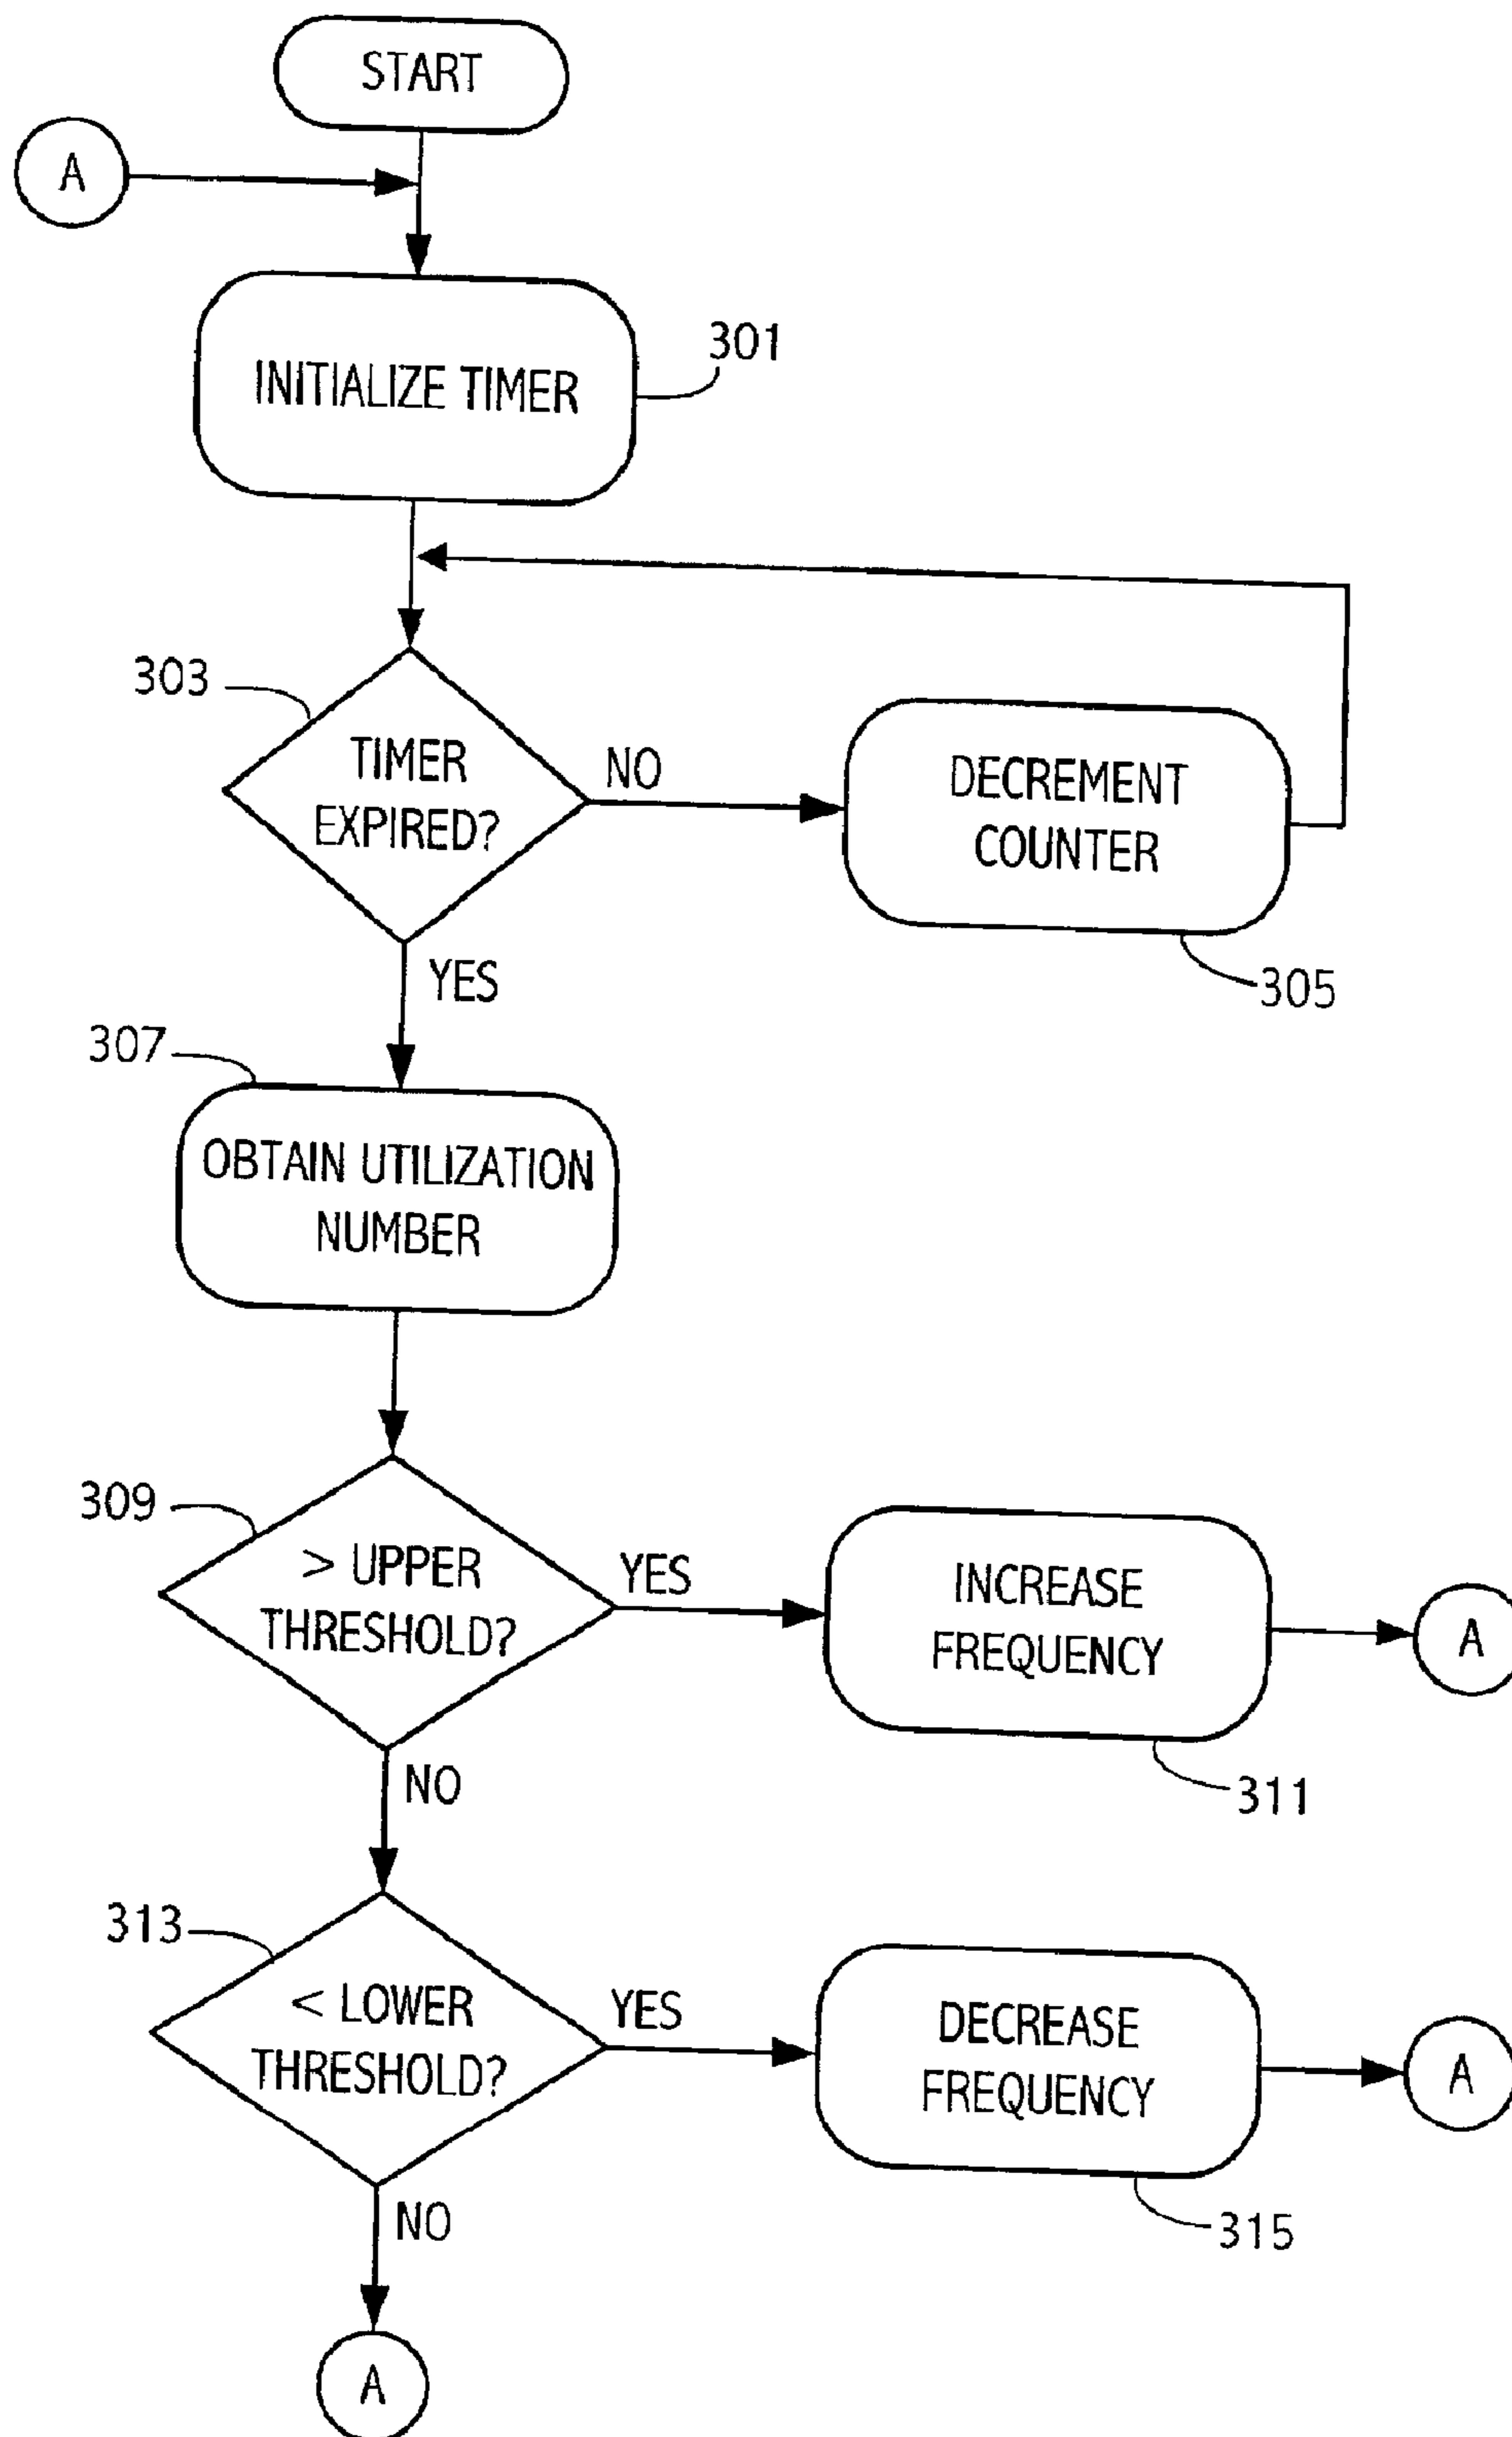 START
A
INITIALIZE TIMER
301
303
TIMER
EXPIRED?
NO
DECREMENT
COUNTER
305
YES
307
OBTAIN UTILIZATION
NUMBER
309
> UPPER
THRESHOLD?
YES
INCREASE
FREQUENCY
A
311
NO
313
< LOWER
THRESHOLD?
YES
DECREASE
FREQUENCY
A
315
NO
A